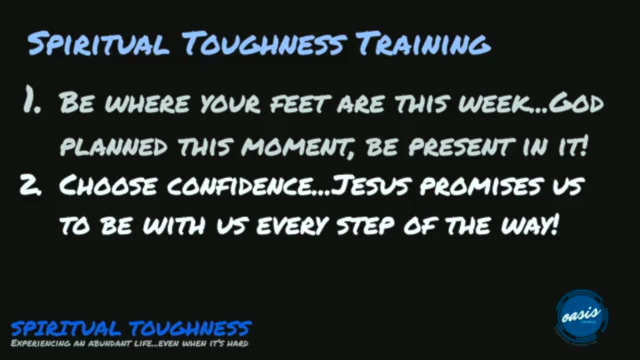 Spiritual Toughness Training
1. Be where your feet are this week...God
planned this moment, be present in it!
2. Choose confidence...Jesus promises us
to be with us every step of the way!
SPIRITUAL TOUGHNESS
Experiencing an abundant life...even when it's hard
oasis